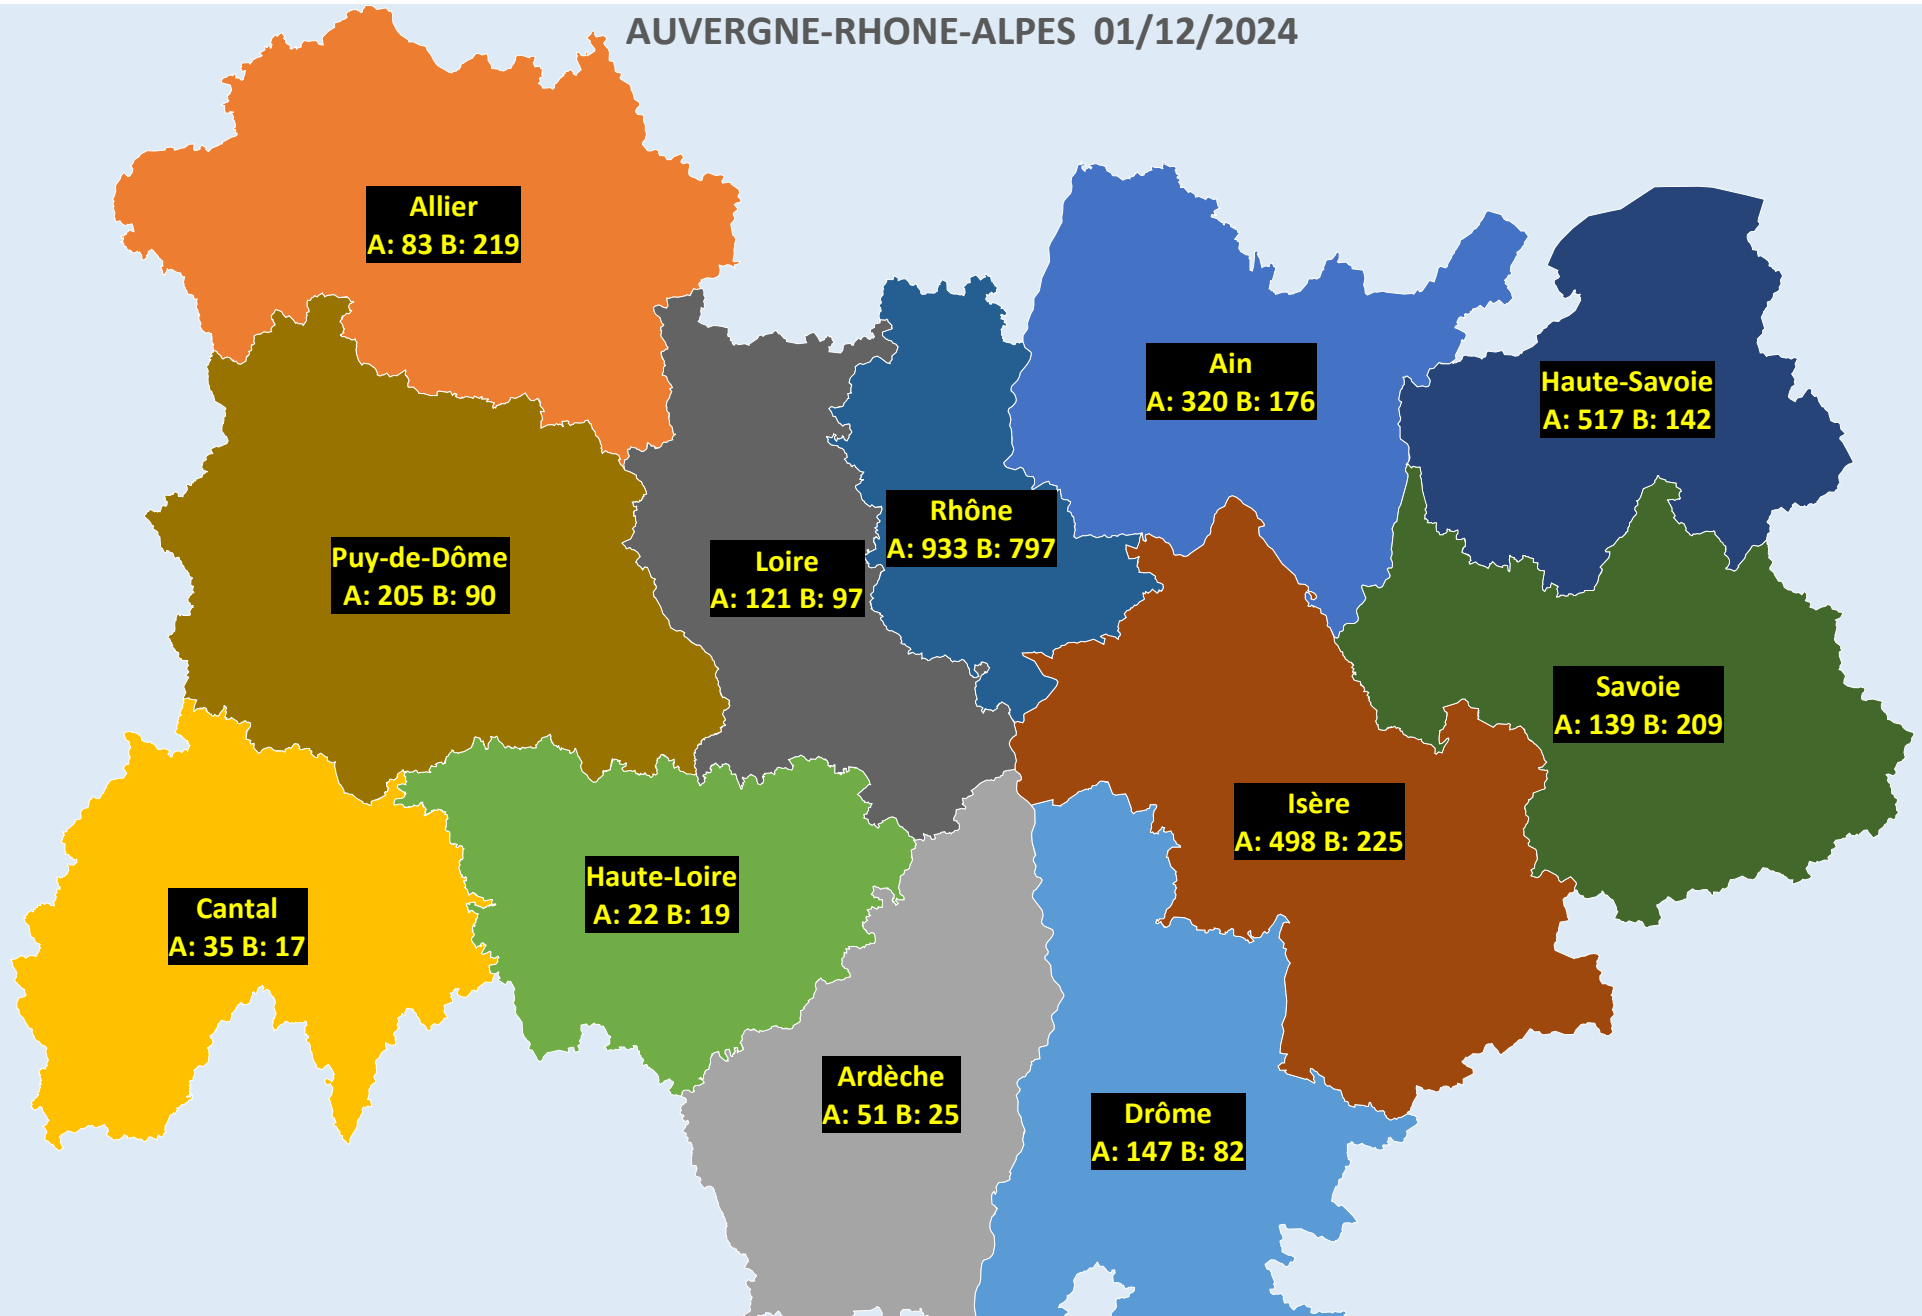 AUVERGNE-RHONE-ALPES 01/12/2024
Allier
A: 83 B: 219
Ain
A: 320 B: 176
Haute-Savoie
A: 517 B: 142
Rhône
A: 933 B: 797
Puy-de-Dôme
A: 205 B: 90
Loire
A: 121 B: 97
Savoie
A: 139 B: 209
Isère
A: 498 B: 225
Haute-Loire
A: 22 B: 19
Cantal
A: 35 B: 17
Ardèche
A: 51 B: 25
Drôme
A: 147 B: 82